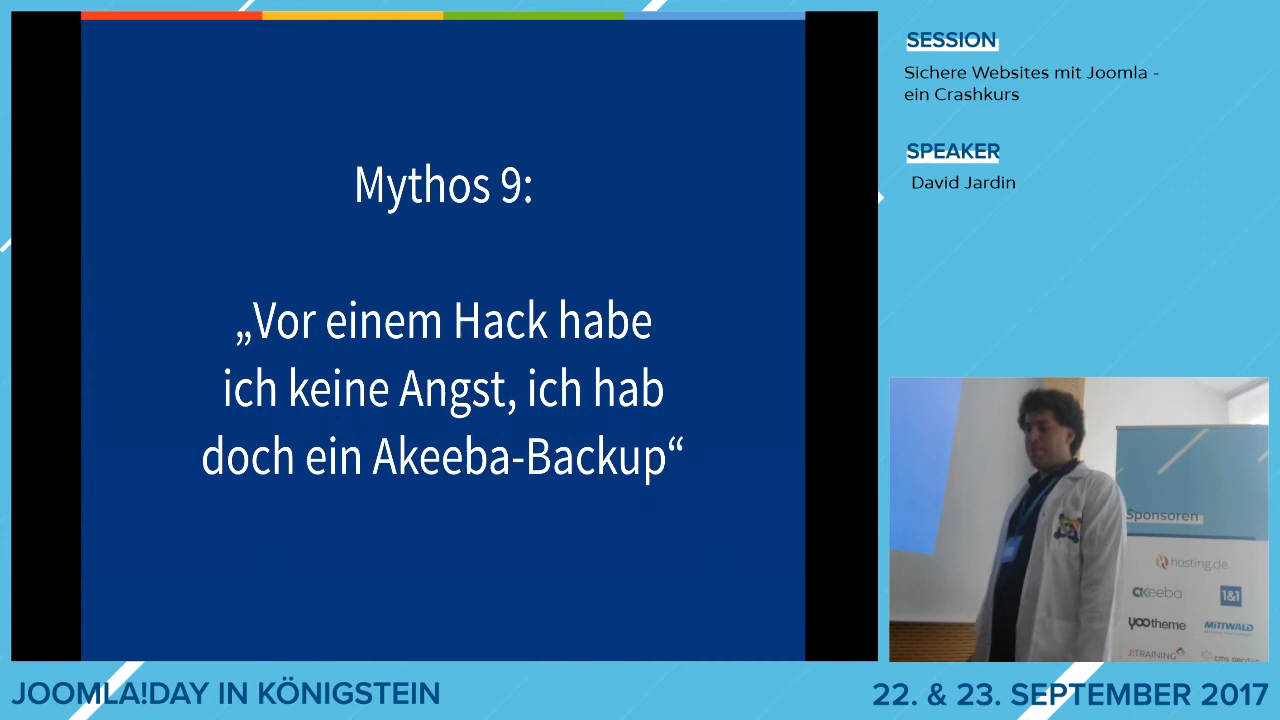 Mythos 9:
„Vor einem Hack habe
ich keine Angst, ich hab
doch ein Akeeba-Backup“
SESSION
Sichere Websites mit Joomla -
ein Crashkurs
SPEAKER
David Jardin
Sponsoren
hosting.de
akeeba
1&1
yootheme
MITTWALD
J!TRAINING
JOOMLA!DAY IN KÖNIGSTEIN
22. & 23. SEPTEMBER 2017